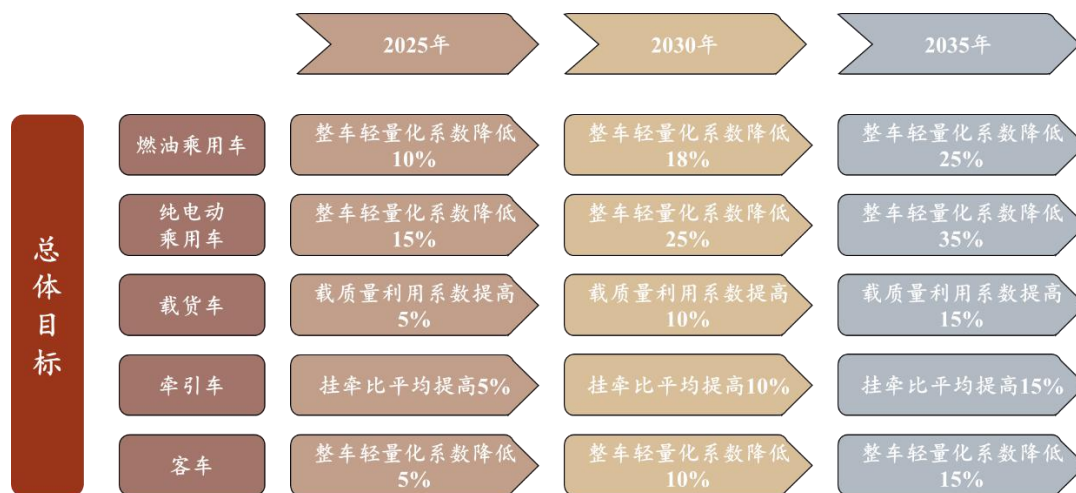 2025年
2030年
2035年
总体目标
燃油乘用车
整车轻量化系数降低
10%
整车轻量化系数降低
18%
整车轻量化系数降低
25%
纯电动
乘用车
整车轻量化系数降低
15%
整车轻量化系数降低
25%
整车轻量化系数降低
35%
载货车
载质量利用系数提高
5%
载质量利用系数提高
10%
载质量利用系数提高
15%
牵引车
挂牵比平均提高5%
挂牵比平均提高10%
挂牵比平均提高15%
客车
整车轻量化系数降低
5%
整车轻量化系数降低
10%
整车轻量化系数降低
15%